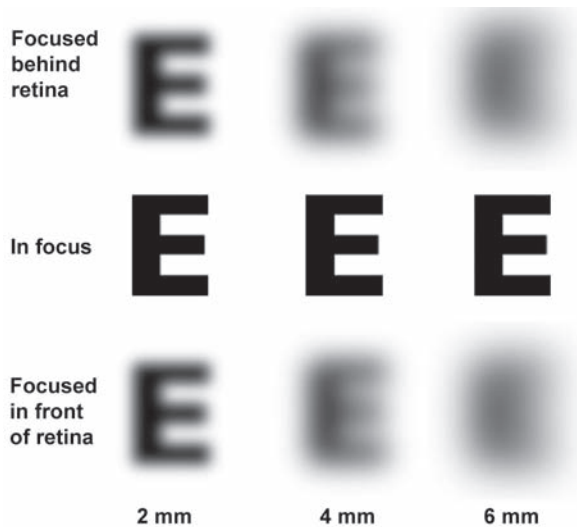 Focused
behind
retina
E E E
In focus
E E E
Focused
in front
of retina
E E E
2 mm 4 mm 6 mm